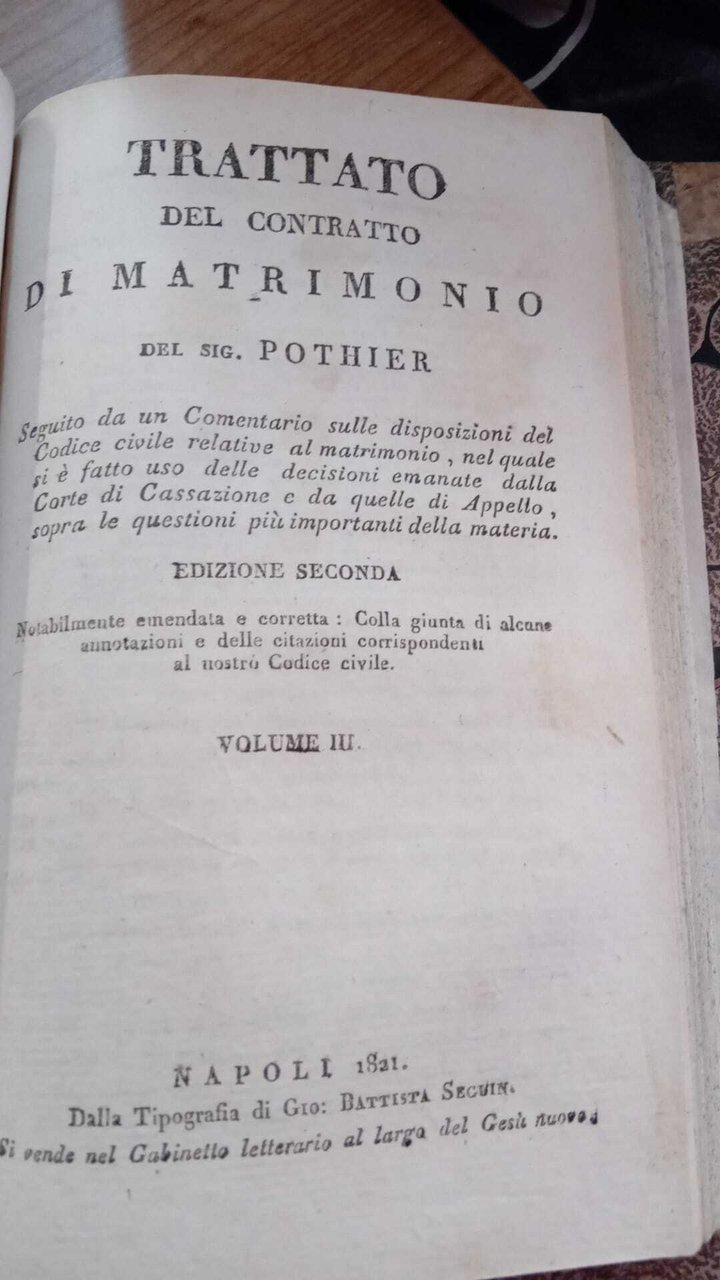 TRATTATO
DEL CONTRATTO
DI MATRIMONIO
DEL SIG. POTHIER
Seguito da un Comentario sulle disposizioni del
Codice civile relative al matrimonio, nel quale
si è fatto uso delle decisioni emanate dalla
Corte di Cassazione e da quelle di Appello,
sopra le questioni più importanti della materia.
EDIZIONE SECONDA
Notabilmente emendata e corretta: Colla giunta di alcune
annotazioni e delle citazioni corrispondenti
al nostro Codice civile.
VOLUME III.
NAPOLI 1821.
Dalla Tipografia di Gio: BATTISTA SEGUIN.
Si vende nel Gabinetto letterario al largo del Gesù nuovo.